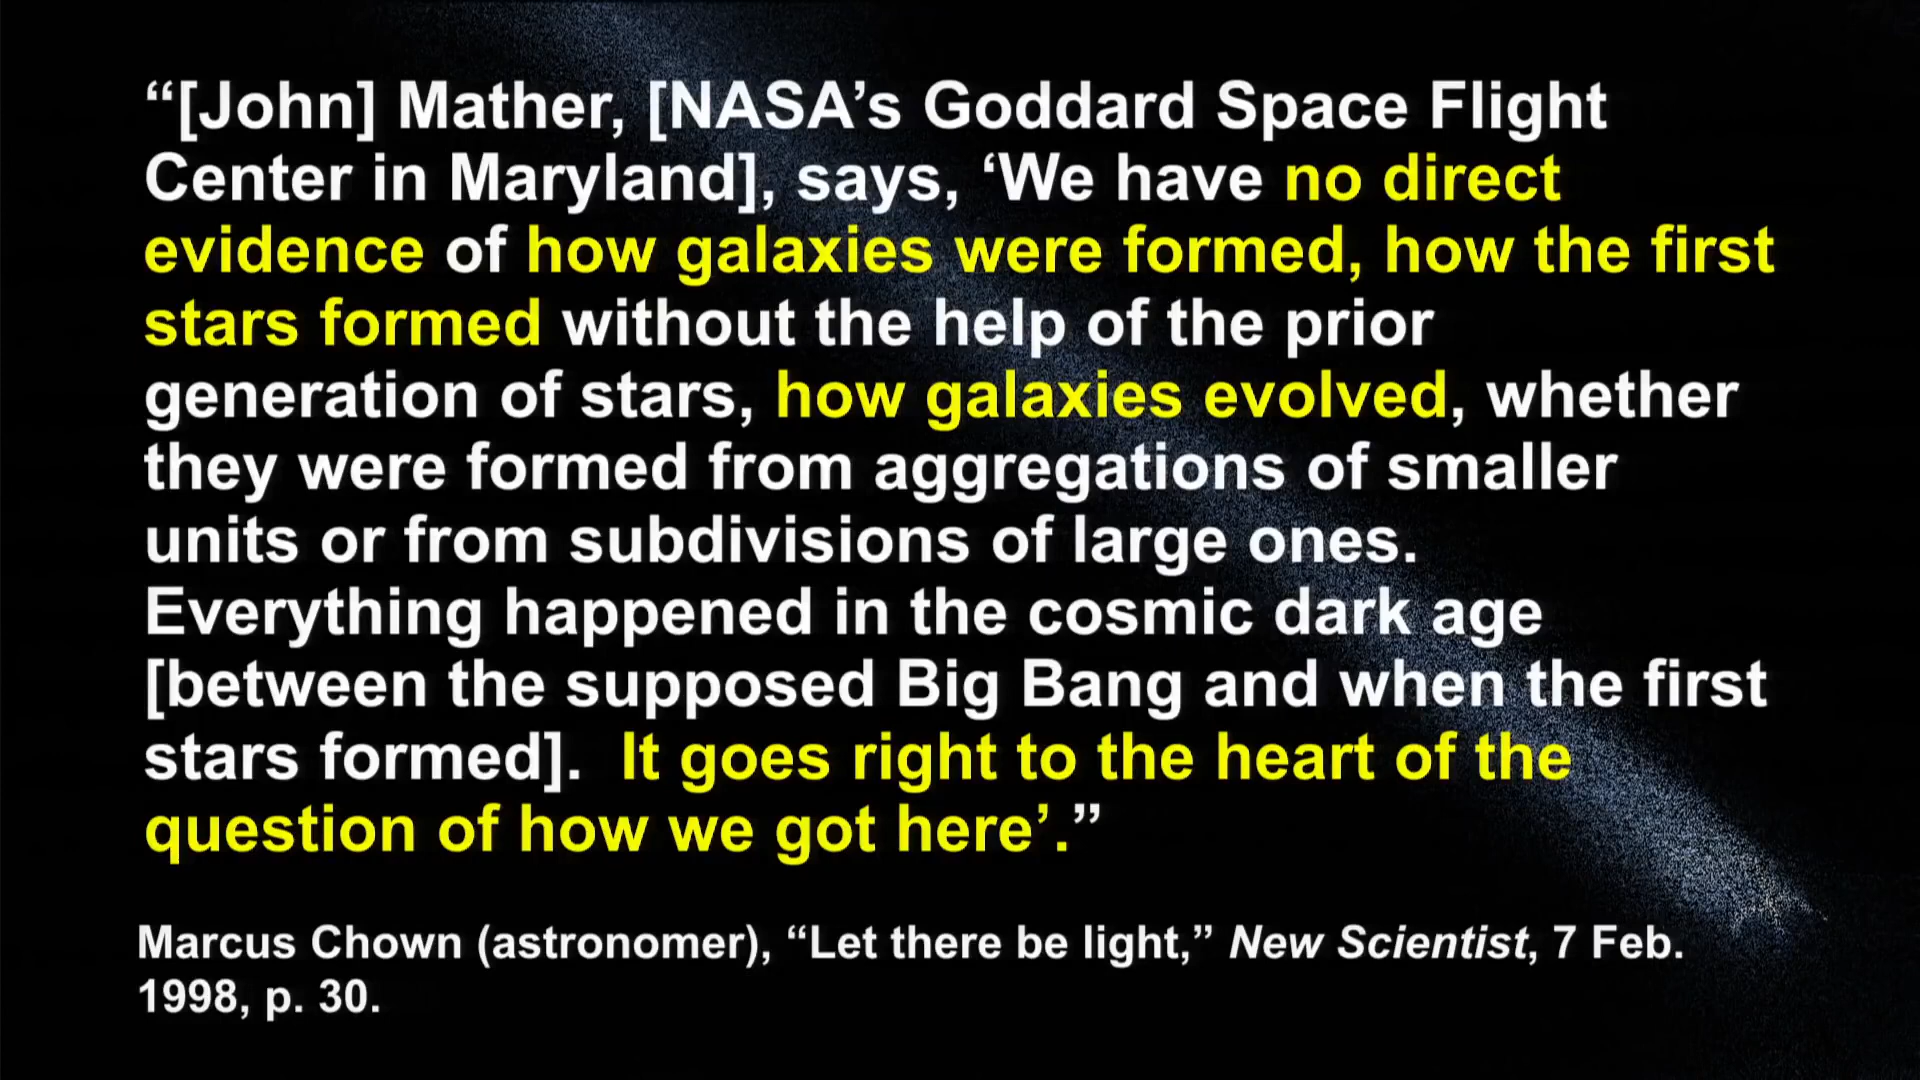 “[John] Mather, [NASA’s Goddard Space Flight
Center in Maryland], says, ‘We have no direct
evidence of how galaxies were formed, how the first
stars formed without the help of the prior
generation of stars, how galaxies evolved, whether
they were formed from aggregations of smaller
units or from subdivisions of large ones.
Everything happened in the cosmic dark age
[between the supposed Big Bang and when the first
stars formed].  It goes right to the heart of the
question of how we got here’.”
Marcus Chown (astronomer), “Let there be light,” New Scientist, 7 Feb.
1998, p. 30.